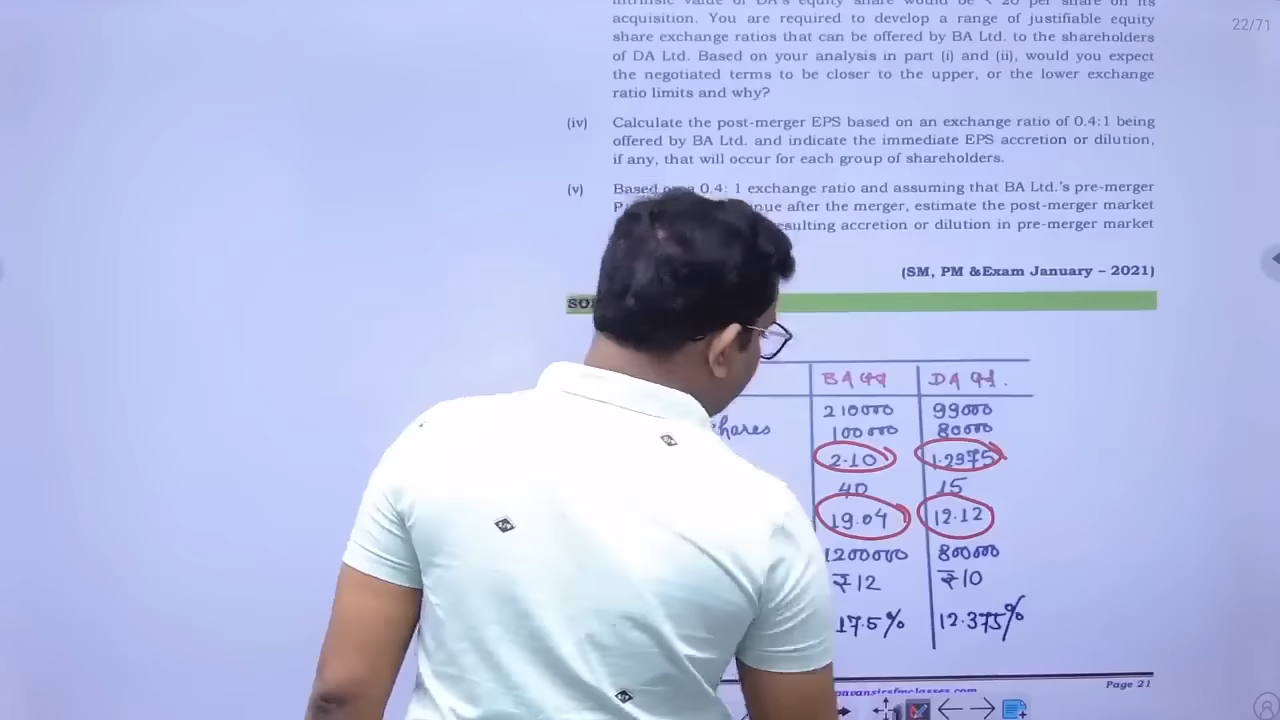 22/71
intrinsic value of DA's equity share would be ₹ 20 per share on its
acquisition. You are required to develop a range of justifiable equity
share exchange ratios that can be offered by BA Ltd. to the shareholders
of DA Ltd. Based on your analysis in part (i) and (ii), would you expect
the negotiated terms to be closer to the upper, or the lower exchange
ratio limits and why?
(iv) Calculate the post-merger EPS based on an exchange ratio of 0.4:1 being
offered by BA Ltd. and indicate the immediate EPS accretion or dilution,
if any, that will occur for each group of shareholders.
(v) Based 0.4: 1 exchange ratio and assuming that BA Ltd.'s pre-merger
after the merger, estimate the post-merger market
accretion or dilution in pre-merger market
(SM, PM &Exam January – 2021)
BA DA
210000 99000
shares 100000 80000
2.10 1.2375
40 15
19.04 12.12
1200000 800000
₹12 ₹10
17.5% 12.375%
pavansirsfmclasses.com Page 21